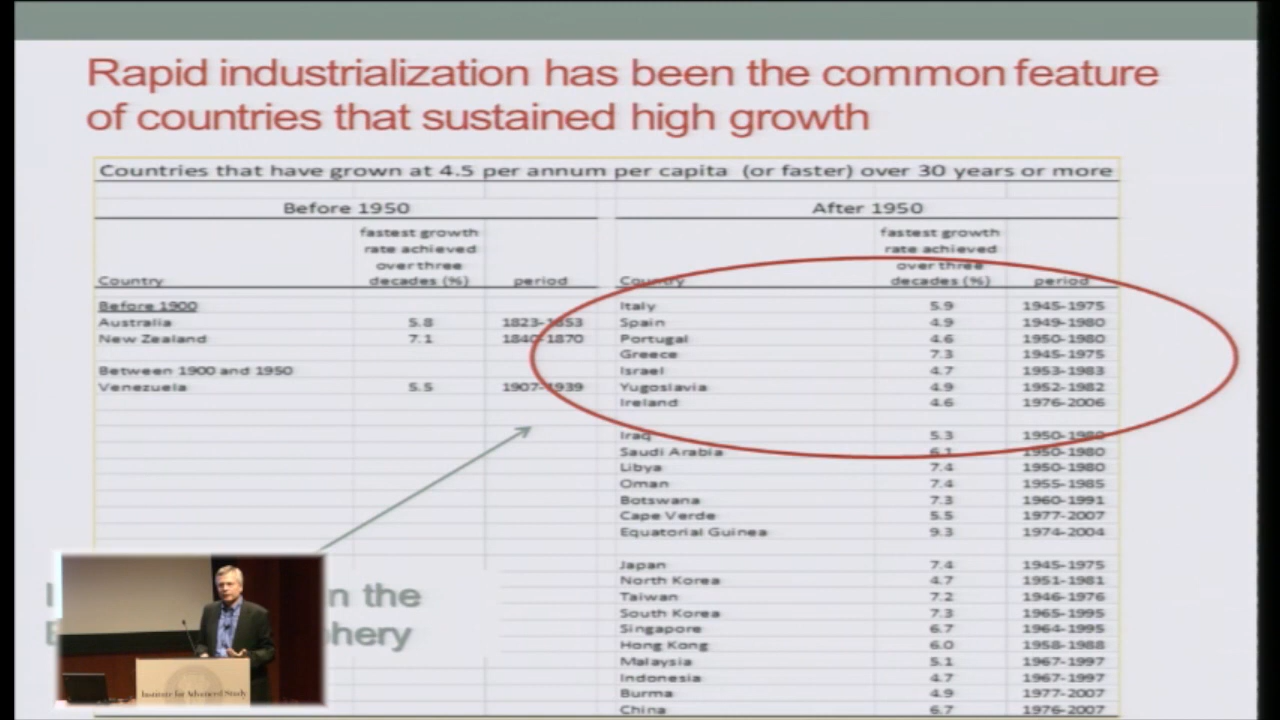 Rapid industrialization has been the common feature
of countries that sustained high growth
Countries that have grown at 4.5 per annum per capita (or faster) over 30 years or more
Before 1950 After 1950
Country fastest growth rate achieved over three decades (%) period Country fastest growth rate achieved over three decades (%) period
Before 1900 Italy 5.9 1945-1975
Australia 5.8 1823-1853 Spain 4.9 1949-1980
New Zealand 7.1 1840-1870 Portugal 4.6 1950-1980
Greece 7.3 1945-1975
Between 1900 and 1950 Israel 4.7 1953-1983
Venezuela 5.5 1907-1939 Yugoslavia 4.9 1952-1982
Ireland 4.6 1976-2006
Iraq 5.3 1950-1980
Saudi Arabia 6.1 1950-1980
Libya 7.4 1950-1980
Oman 7.4 1955-1985
Botswana 7.3 1960-1991
Cape Verde 5.5 1977-2007
Equatorial Guinea 9.3 1974-2004
Japan 7.4 1945-1975
North Korea 4.7 1951-1981
Taiwan 7.2 1946-1976
South Korea 7.3 1965-1995
Singapore 6.7 1964-1995
Hong Kong 6.0 1958-1988
Malaysia 5.1 1967-1997
Indonesia 4.7 1967-1997
Burma 4.9 1977-2007
China 6.7 1976-2007
n the
hery
Institute for Advanced Study